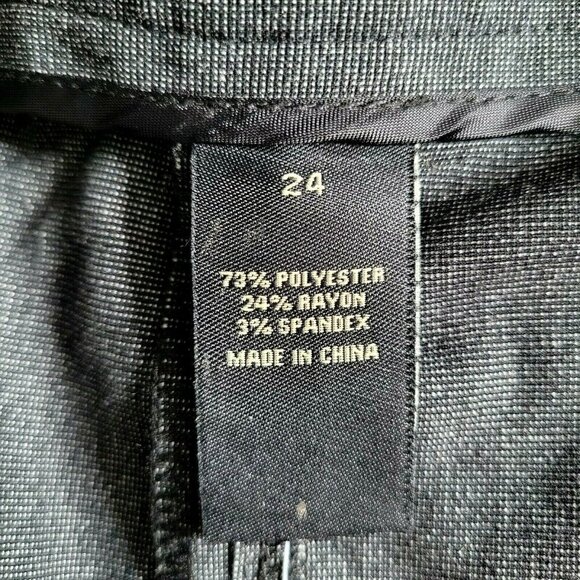 24
73% POLYESTER
24% RAYON
3% SPANDEX
MADE IN CHINA